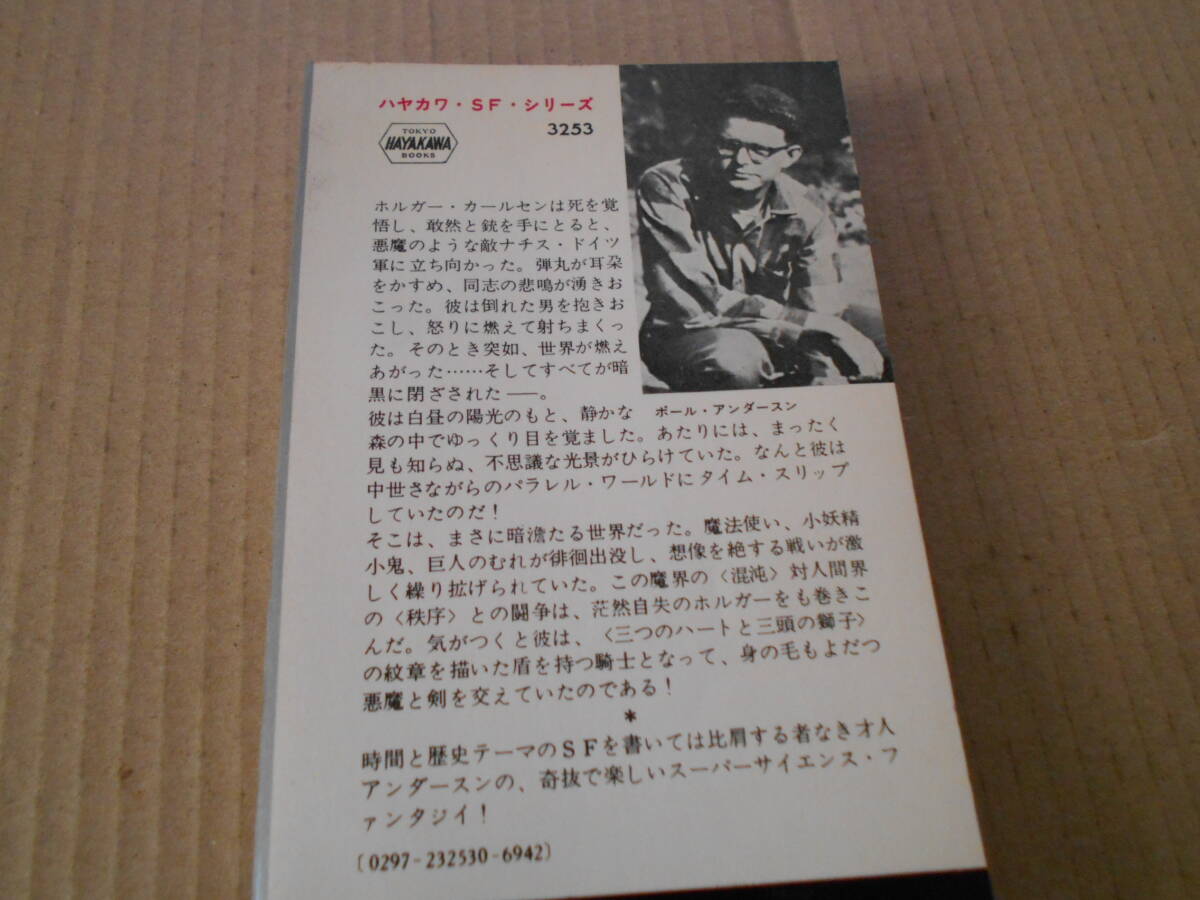 ハヤカワ・SF・シリーズ
3253
TOKYO
HAYAKAWA
BOOKS
ホルガー・カールセンは死を覚
悟し、敢然と銃を手にとると、
悪魔のような敵ナチス・ドイツ
軍に立ち向かった。弾丸が耳朶
をかすめ、同志の悲鳴が湧きお
こった。彼は倒れた男を抱きお
こし、怒りに燃えて射ちまくっ
た。そのとき突如、世界が燃え
あがった……そしてすべてが暗
黒に閉ざされた――。
ポール・アンダースン
彼は白昼の陽光のもと、静かな
森の中でゆっくり目を覚ました。あたりには、まったく
見も知らぬ、不思議な光景がひらけていた。なんと彼は
中世さながらのパラレル・ワールドにタイム・スリップ
していたのだ！
そこは、まさに暗澹たる世界だった。魔法使い、小妖精
小鬼、巨人のむれが徘徊出没し、想像を絶する戦いが激
しく繰り拡げられていた。この魔界の〈混沌〉対人間界
の〈秩序〉との闘争は、茫然自失のホルガーをも巻きこ
んだ。気がつくと彼は、〈三つのハートと三頭の獅子〉
の紋章を描いた盾を持つ騎士となって、身の毛もよだつ
悪魔と剣を交えていたのである！
*
時間と歴史テーマのSFを書いては比肩する者なき才人
アンダースンの、奇抜で楽しいスーパーサイエンス・フ
ァンタジイ！
〔0297-232530-6942〕